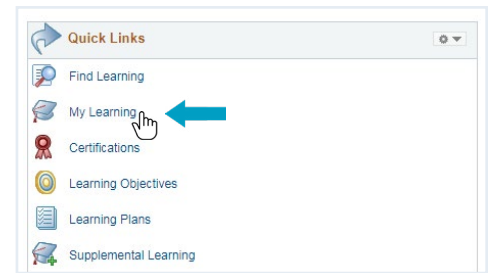 Quick Links
Find Learning
My Learning
Certifications
Learning Objectives
Learning Plans
Supplemental Learning